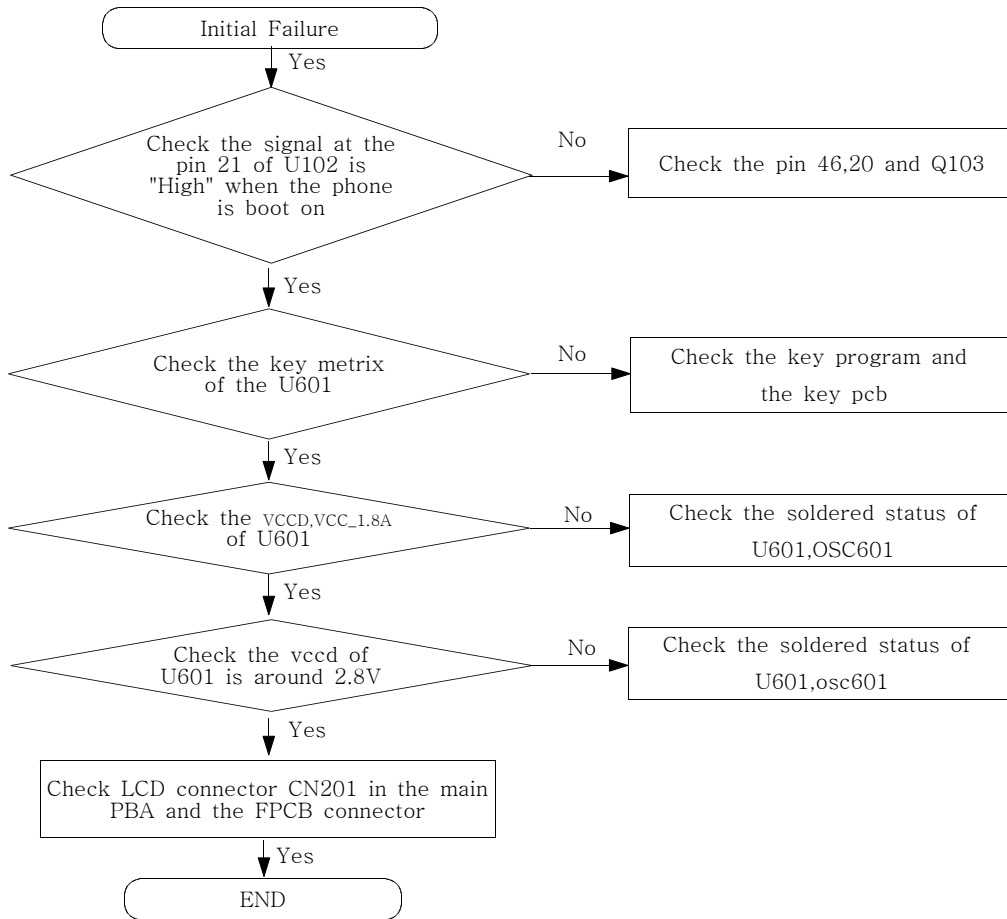 Initial Failure
Yes
Check the signal at the
pin 21 of U102 is
"High" when the phone
is boot on
No
Check the pin 46,20 and Q103
Yes
Check the key metrix
of the U601
No
Check the key program and
the key pcb
Yes
Check the VCCD,VCC_1.8A
of U601
No
Check the soldered status of
U601,OSC601
Yes
Check the vccd of
U601 is around 2.8V
No
Check the soldered status of
U601,osc601
Yes
Check LCD connector CN201 in the main
PBA and the FPCB connector
Yes
END